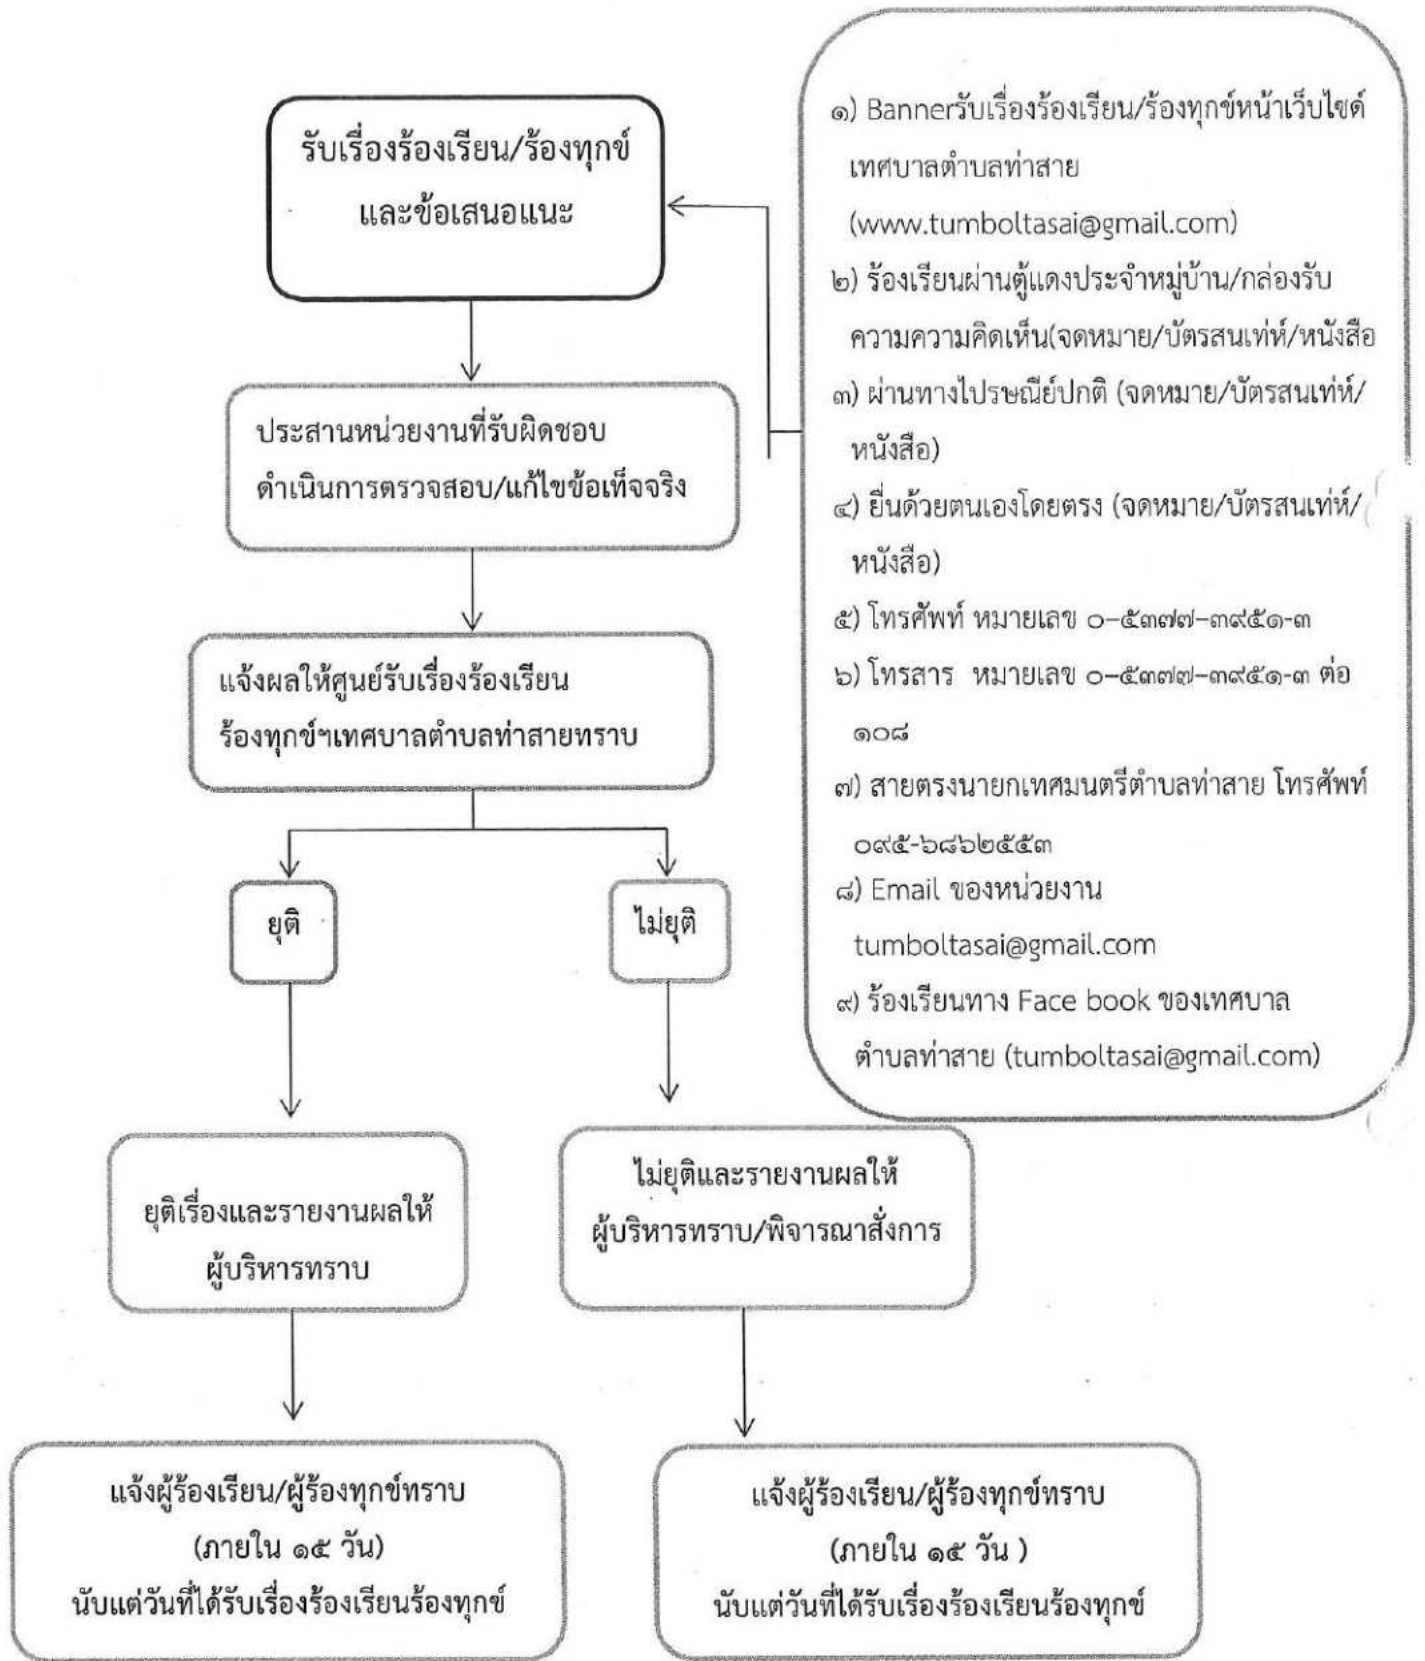 รับเรื่องร้องเรียน/ร้องทุกข์
และข้อเสนอแนะ
๑) Bannerรับเรื่องร้องเรียน/ร้องทุกข์หน้าเว็บไซด์
เทศบาลตำบลท่าสาย
(www.tumboltasai@gmail.com)
๒) ร้องเรียนผ่านตู้แดงประจำหมู่บ้าน/กล่องรับ
ความความคิดเห็น(จดหมาย/บัตรสนเท่ห์/หนังสือ
๓) ผ่านทางไปรษณีย์ปกติ (จดหมาย/บัตรสนเท่ห์/
หนังสือ)
๔) ยื่นด้วยตนเองโดยตรง (จดหมาย/บัตรสนเท่ห์/
หนังสือ)
๕) โทรศัพท์ หมายเลข ๐-๕๓๗๗-๓๙๕๑-๓
๖) โทรสาร หมายเลข ๐-๕๓๗๗-๓๙๕๑-๓ ต่อ
๑๐๘
๗) สายตรงนายกเทศมนตรีตำบลท่าสาย โทรศัพท์
๐๙๕-๖๘๖๒๕๕๓
๘) Email ของหน่วยงาน
tumboltasai@gmail.com
๙) ร้องเรียนทาง Face book ของเทศบาล
ตำบลท่าสาย (tumboltasai@gmail.com)
ประสานหน่วยงานที่รับผิดชอบ
ดำเนินการตรวจสอบ/แก้ไขข้อเท็จจริง
แจ้งผลให้ศูนย์รับเรื่องร้องเรียน
ร้องทุกข์ฯเทศบาลตำบลท่าสายทราบ
ยุติ
ไม่ยุติ
ยุติเรื่องและรายงานผลให้
ผู้บริหารทราบ
ไม่ยุติและรายงานผลให้
ผู้บริหารทราบ/พิจารณาสั่งการ
แจ้งผู้ร้องเรียน/ผู้ร้องทุกข์ทราบ
(ภายใน ๑๕ วัน)
นับแต่วันที่ได้รับเรื่องร้องเรียนร้องทุกข์
แจ้งผู้ร้องเรียน/ผู้ร้องทุกข์ทราบ
(ภายใน ๑๕ วัน )
นับแต่วันที่ได้รับเรื่องร้องเรียนร้องทุกข์